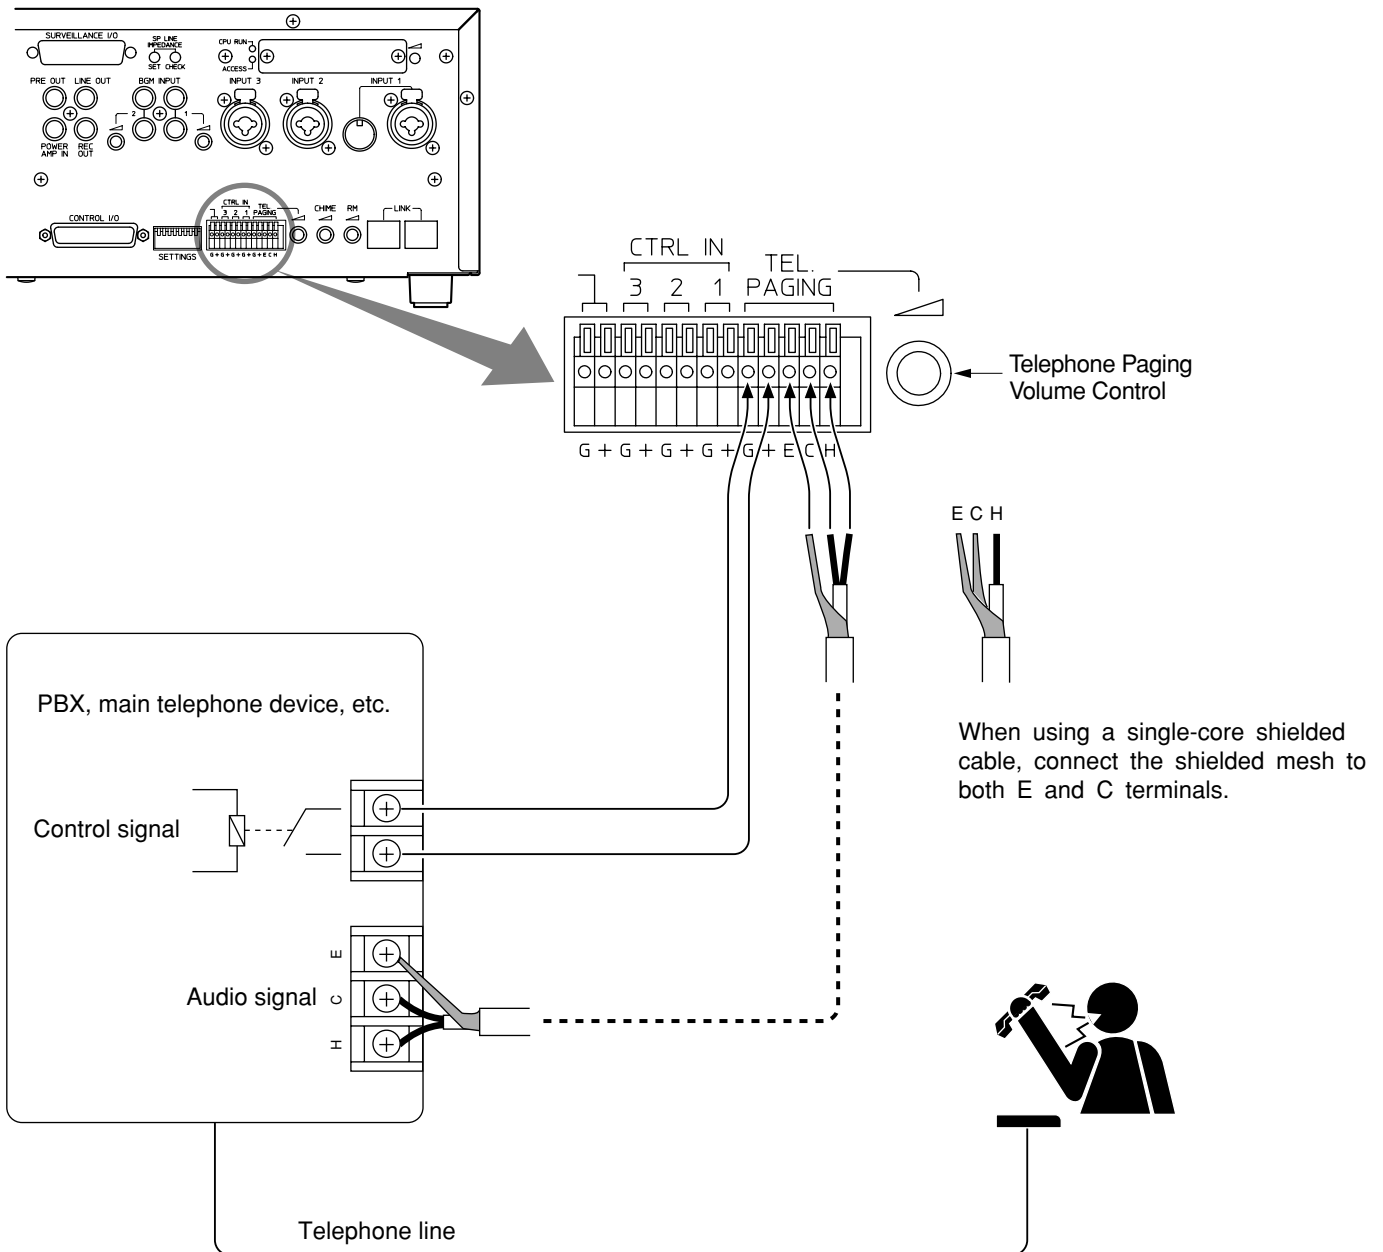 SURVEILLANCE I/O
SP LINE
IMPEDANCE
SET CHECK
CPU RUN
ACCESS
PRE OUT LINE OUT
BGM INPUT
INPUT 3
INPUT 2
INPUT 1
2
1
POWER
AMP IN
REC
OUT
CONTROL I/O
SETTINGS
CTRL IN
3 2 1
TEL.
PAGING
G+G+G+G+G+ECH
CHIME
RM
LINK
CTRL IN
3 2 1
TEL.
PAGING
G + G + G + G + G + E C H
Telephone Paging
Volume Control
E C H
When using a single-core shielded
cable, connect the shielded mesh to
both E and C terminals.
PBX, main telephone device, etc.
Control signal
E
Audio signal
C
H
Telephone line